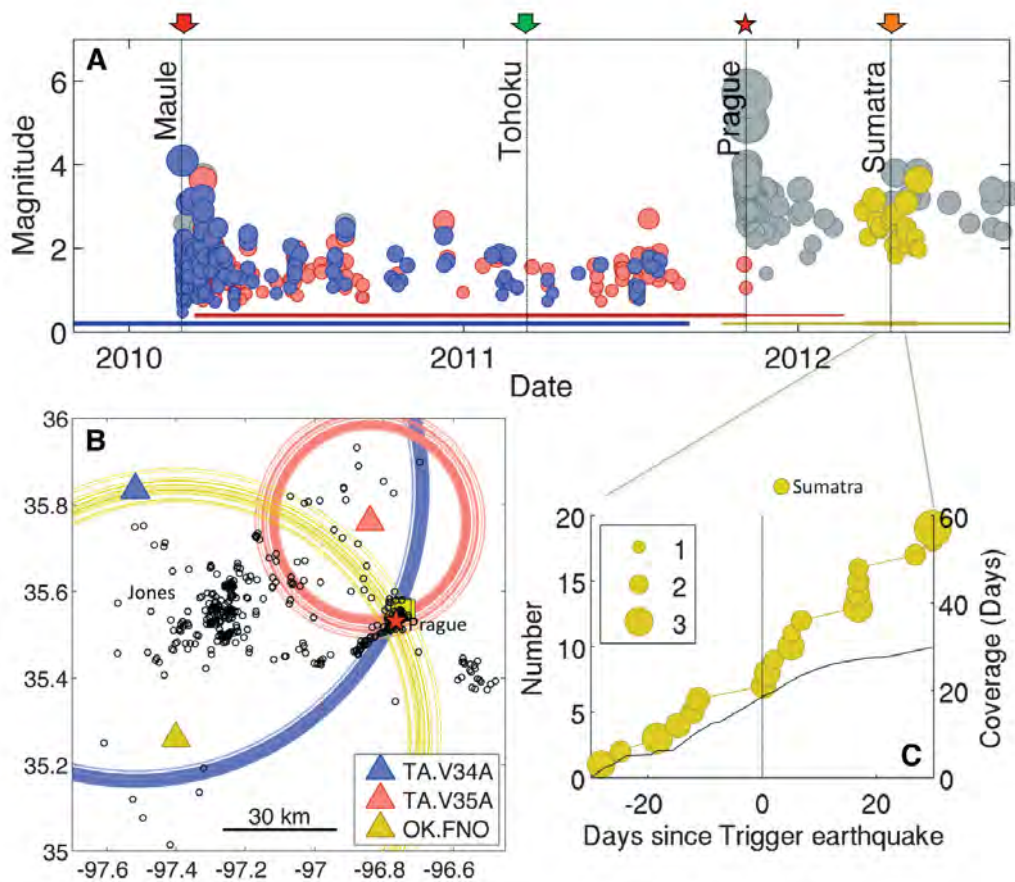 A
Maule
Tohoku
Prague
Sumatra
Magnitude
6
4
2
0
2010
2011
2012
Date
B
36
35.8
35.6
35.4
35.2
35
Jones
Prague
TA.V34A
TA.V35A
OK.FNO
30 km
-97.6
-97.4
-97.2
-97
-96.8
-96.6
Sumatra
20
15
10
5
0
Number
1
2
3
60
40
20
0
Coverage (Days)
C
-20
0
20
Days since Trigger earthquake